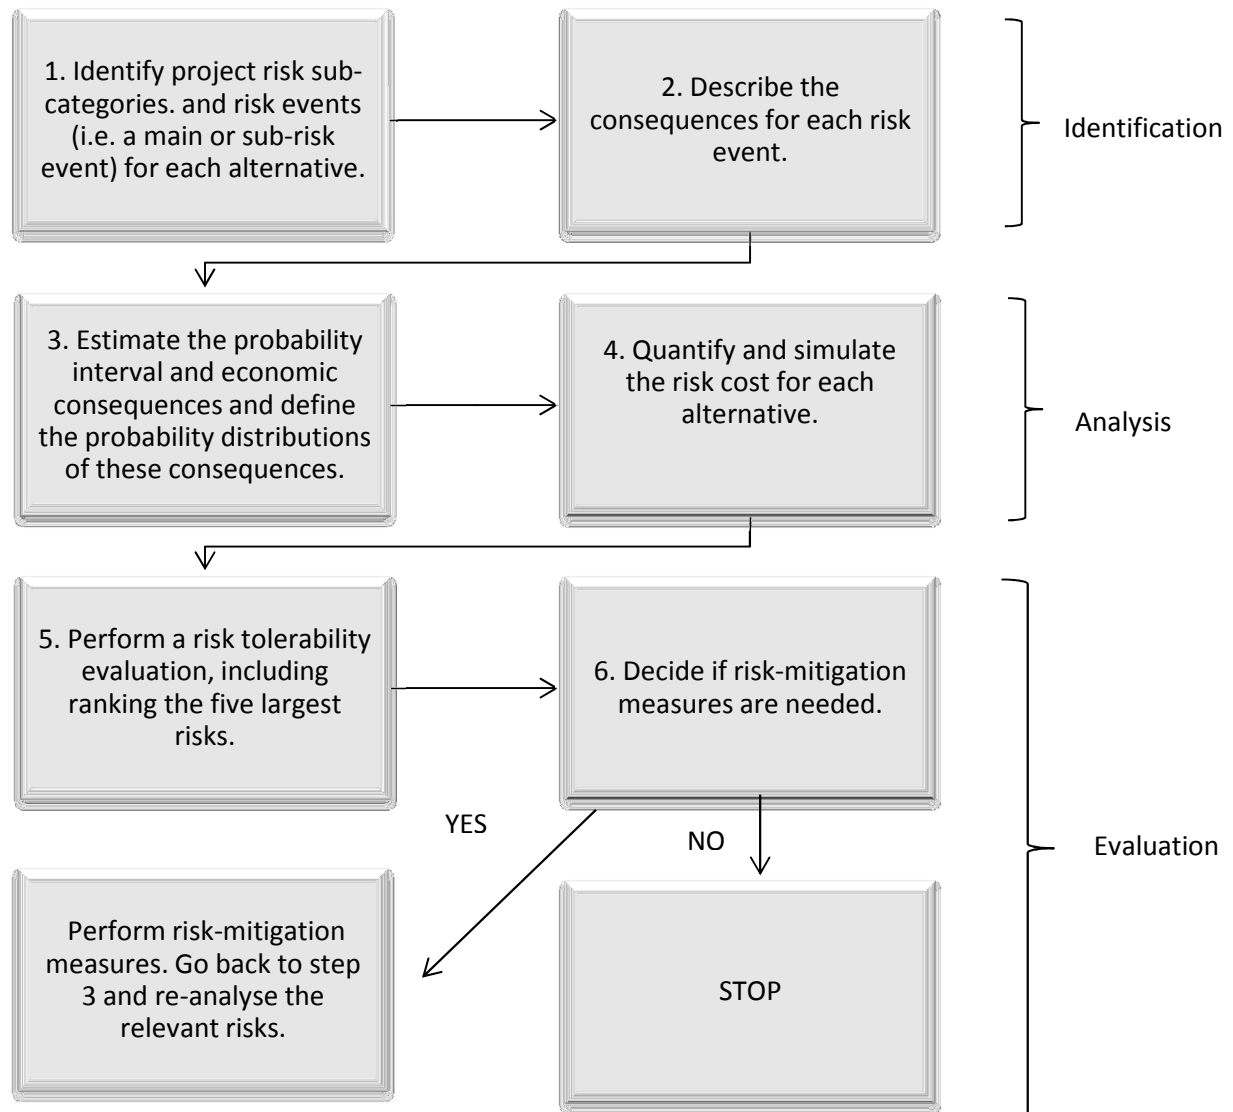 1. Identify project risk sub-
categories. and risk events
(i.e. a main or sub-risk
event) for each alternative.
2. Describe the
consequences for each risk
event.
Identification
3. Estimate the probability
interval and economic
consequences and define
the probability distributions
of these consequences.
4. Quantify and simulate
the risk cost for each
alternative.
Analysis
5. Perform a risk tolerability
evaluation, including
ranking the five largest
risks.
6. Decide if risk-mitigation
measures are needed.
YES
NO
Evaluation
Perform risk-mitigation
measures. Go back to step
3 and re-analyse the
relevant risks.
STOP